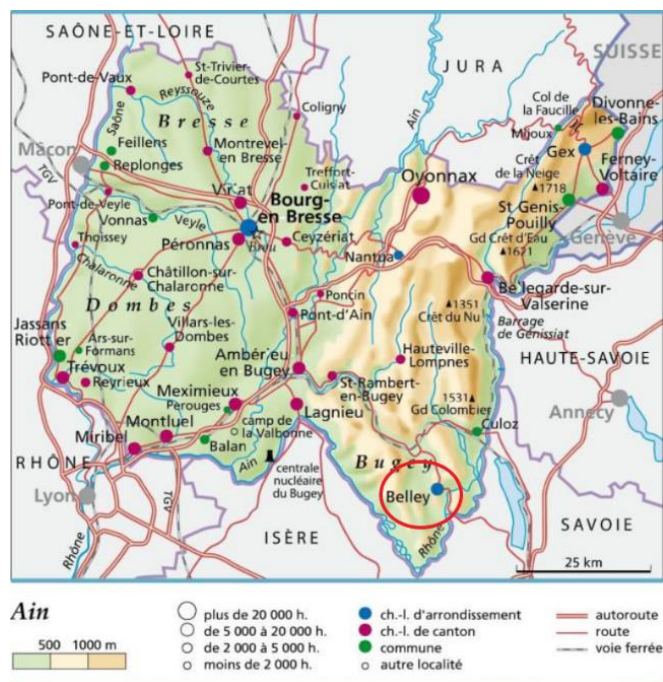 SAÔNE-ET-LOIRE
JURA
SUISSE
St-Trivier-
de-Courtes
Pont-de-Vaux
Reyssouze
Saône
Bresse
Coligny
Ain
Col de
la Faucille
Divonne-
les-Bains
Mijoux
Feillens
Montrevel-
en Bresse
Gex
Mâcon
Replonges
Treffort-
Cuisiat
Oyonnax
Crêt
de la Neige
Ferney-
Voltaire
TGV
Viriat
1718
Pont-de-Veyle
Bourg-
en Bresse
St Genis-
Pouilly
Vonnas
Veyle
Genève
Thoissey
Péronnas
Brou
Ceyzériat
Nantua
Gd Crêt d'Eau
1621
Chalaronne
Châtillon-sur-
Chalaronne
Bellegarde-sur-
Valserine
Poncin
Dombes
Pont-d'Ain
1351
Crêt du Nu
Barrage
de Génissiat
Jassans
Riottier
Ars-sur-
Formans
Villars-les-
Dombes
HAUTE-SAVOIE
Trévoux
Reyrieux
Ambérieu
en Bugey
Hauteville-
Lompnes
St-Rambert-
en-Bugey
1531
Gd Colombier
Annecy
Meximieux
Pérouges
Lagnieu
Montluel
camp de
la Valbonne
Culoz
Miribel
Balan
RHÔNE
Ain
centrale
nucléaire
du Bugey
Bugey
Lyon
Belley
TGV
SAVOIE
ISÈRE
Rhône
Rhône
25 km
Ain
500 1000 m
plus de 20 000 h.
de 5 000 à 20 000 h.
de 2 000 à 5 000 h.
moins de 2 000 h.
ch.-l. d'arrondissement
ch.-l. de canton
commune
autre localité
autoroute
route
voie ferrée